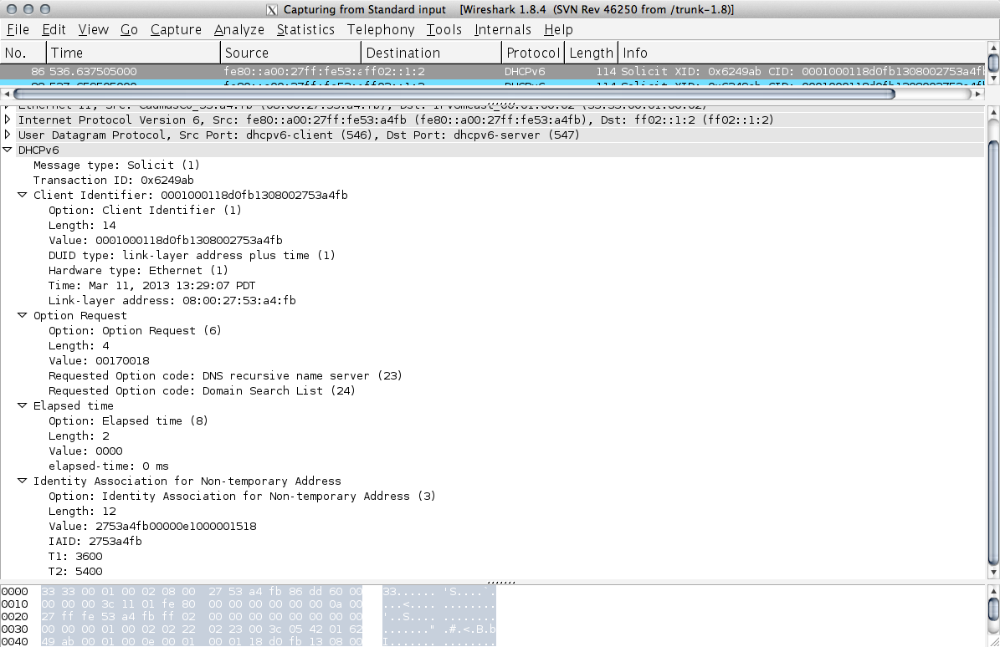 Capturing from Standard input [Wireshark 1.8.4 (SVN Rev 46250 from /trunk-1.8)]
File Edit View Go Capture Analyze Statistics Telephony Tools Internals Help
No. Time Source Destination Protocol Length Info
86 536.637505000 fe80::a00:27ff:fe53:a ff02::1:2 DHCPv6 114 Solicit XID: 0x6249ab CID: 0001000118d0fb1308002753a4fl
Internet Protocol Version 6, Src: fe80::a00:27ff:fe53:a4fb (fe80::a00:27ff:fe53:a4fb), Dst: ff02::1:2 (ff02::1:2)
User Datagram Protocol, Src Port: dhcpv6-client (546), Dst Port: dhcpv6-server (547)
DHCPv6
Message type: Solicit (1)
Transaction ID: 0x6249ab
Client Identifier: 0001000118d0fb1308002753a4fb
Option: Client Identifier (1)
Length: 14
Value: 0001000118d0fb1308002753a4fb
DUID type: link-layer address plus time (1)
Hardware type: Ethernet (1)
Time: Mar 11, 2013 13:29:07 PDT
Link-layer address: 08:00:27:53:a4:fb
Option Request
Option: Option Request (6)
Length: 4
Value: 00170018
Requested Option code: DNS recursive name server (23)
Requested Option code: Domain Search List (24)
Elapsed time
Option: Elapsed time (8)
Length: 2
Value: 0000
elapsed-time: 0 ms
Identity Association for Non-temporary Address
Option: Identity Association for Non-temporary Address (3)
Length: 12
Value: 2753a4fb00000e1000001518
IAID: 2753a4fb
T1: 3600
T2: 5400
0000 33 33 00 01 00 02 08 00 27 53 a4 fb 86 dd 60 00 33...... 'S....`.
0010 00 00 00 3c 11 01 fe 80 00 00 00 00 00 00 0a 00 ...<.... ........
0020 27 ff fe 53 a4 fb ff 02 00 00 00 00 00 00 00 00 '..S.... ........
0030 00 00 00 01 00 02 02 22 02 23 00 3c 05 42 01 62 ......." .#.<.B.b
0040 49 ab 00 01 00 0e 00 01 00 01 18 d0 fb 13 08 00 I....... ........